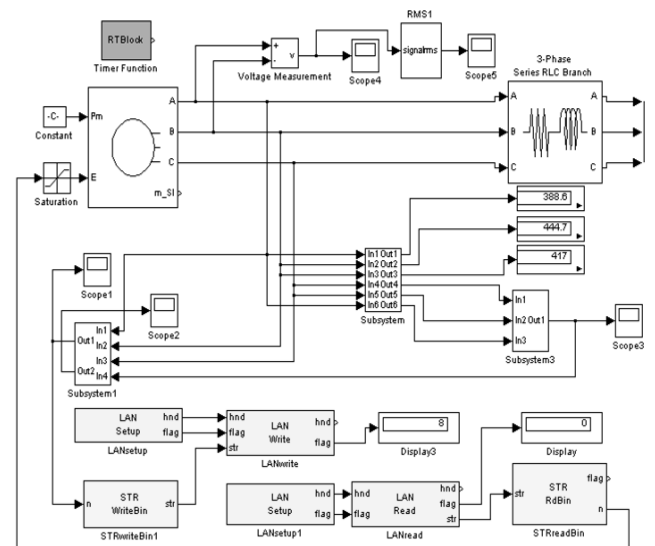 RTBlock
Timer Function
RMS1
+
-
v
Voltage Measurement
Scope4
signalrms
Scope5
3-Phase
Series RLC Branch
A
B
C
A
B
C
-C-
Constant
Pm
E
A
B
C
m_SI
Saturation
388.6
444.7
417
Scope1
Scope2
In1 Out1
In2 Out2
In3 Out3
In4 Out4
In5 Out5
In6 Out6
Subsystem
In1
In2 Out1
In3
Subsystem3
Scope3
In1
Out1
In2
In3
Out2
In4
Subsystem1
LAN
Setup
hnd
flag
LANsetup
hnd
flag
str
LAN
Write
hnd
flag
LANwrite
8
Display3
0
Display
n
STR
WriteBin
str
STRwriteBin1
LAN
Setup
hnd
flag
LANsetup1
hnd
flag
LAN
Read
hnd
flag
str
LANread
str
STR
RdBin
flag
n
STRreadBin